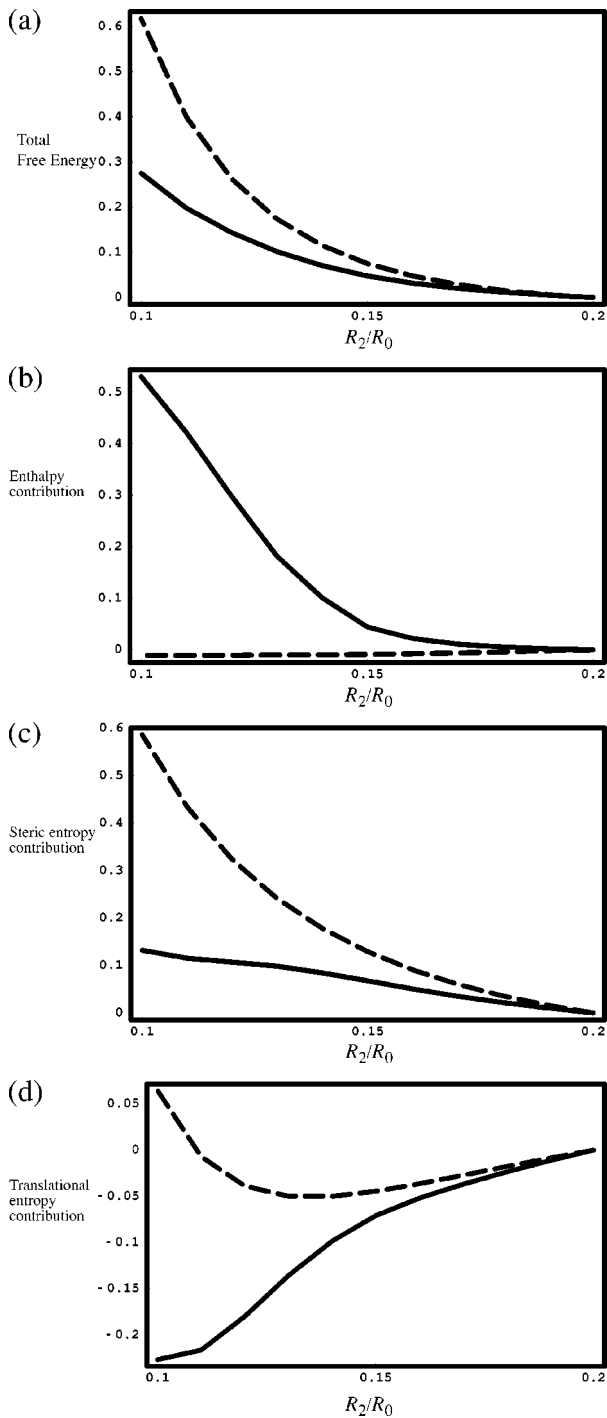 (a)
0.6
0.5
0.4
Total
Free Energy 0.3
0.2
0.1
0
0.1 0.15 0.2
R2/R0
(b)
0.5
0.4
Enthalpy
contribution
0.3
0.2
0.1
0
0.1 0.15 0.2
R2/R0
(c)
0.6
0.5
0.4
Steric entropy
contribution
0.3
0.2
0.1
0
0.1 0.15 0.2
R2/R0
(d)
0.05
0
Translational
entropy
contribution
-0.05
-0.1
-0.15
-0.2
0.1 0.15 0.2
R2/R0